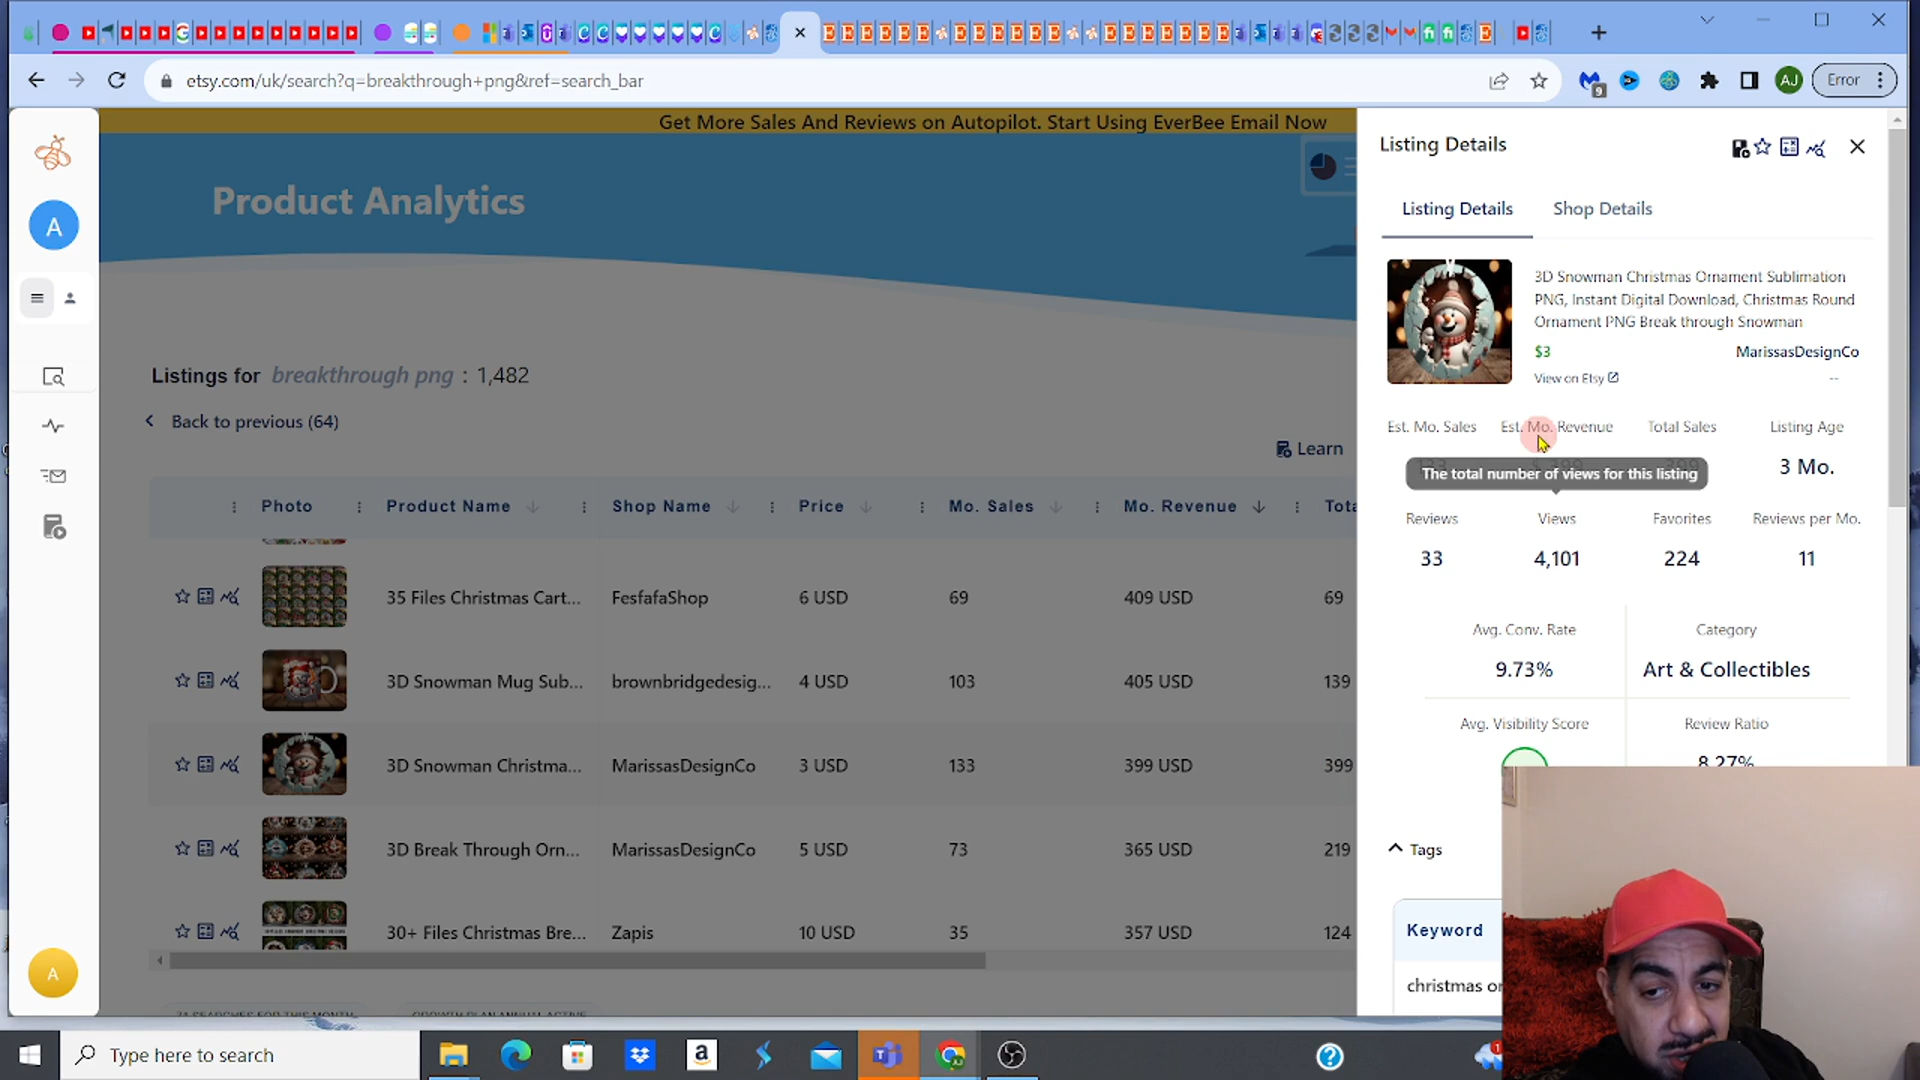 etsy.com/uk/search?q=breakthrough+png&ref=search_bar
9
AJ
Error
Get More Sales And Reviews on Autopilot. Start Using EverBee Email Now
A
Product Analytics
Listings for breakthrough png : 1,482
Back to previous (64)
Learn
Photo Product Name Shop Name Price Mo. Sales Mo. Revenue Tota
35 Files Christmas Cart... FesfafaShop 6 USD 69 409 USD 69
3D Snowman Mug Sub... brownbridgedesig... 4 USD 103 405 USD 139
3D Snowman Christma... MarissasDesignCo 3 USD 133 399 USD 399
3D Break Through Orn... MarissasDesignCo 5 USD 73 365 USD 219
30+ Files Christmas Bre... Zapis 10 USD 35 357 USD 124
A
Listing Details
Listing Details Shop Details
3D Snowman Christmas Ornament Sublimation
PNG, Instant Digital Download, Christmas Round
Ornament PNG Break through Snowman
$3 MarissasDesignCo
View on Etsy --
Est. Mo. Sales Est. Mo. Revenue Total Sales Listing Age
3 Mo.
The total number of views for this listing
Reviews Views Favorites Reviews per Mo.
33 4,101 224 11
Avg. Conv. Rate Category
9.73% Art & Collectibles
Avg. Visibility Score Review Ratio
8.27%
Tags
Keyword
christmas or
Type here to search